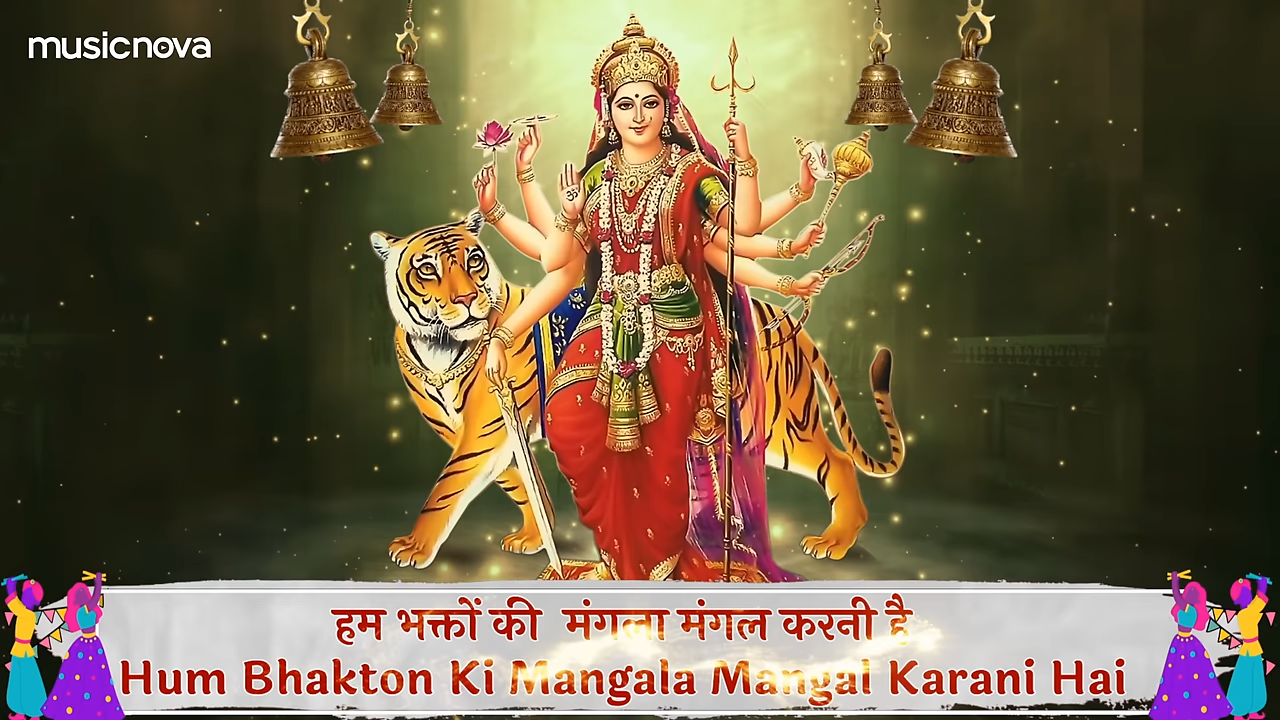 musicnova
हम भक्तों की मंगला मंगल करनी है
Hum Bhakton Ki Mangala Mangal Karani Hai